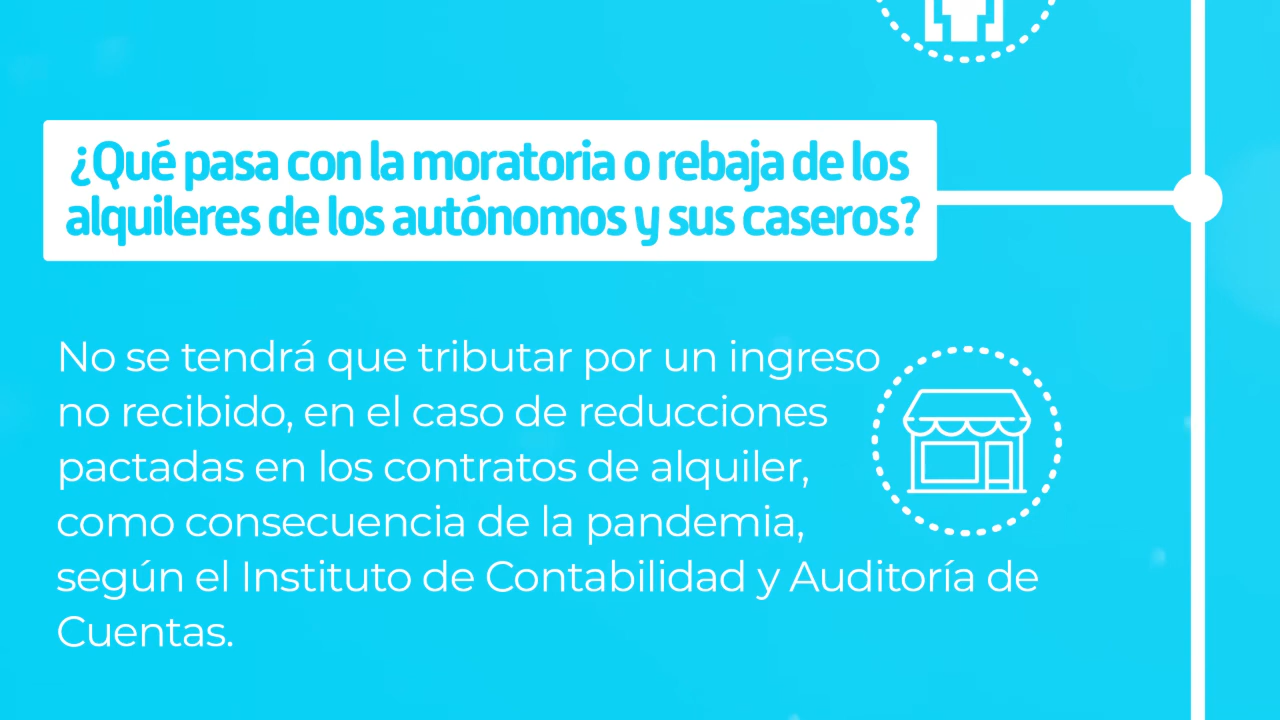 ¿Qué pasa con la moratoria o rebaja de los
alquileres de los autónomos y sus caseros?
No se tendrá que tributar por un ingreso
no recibido, en el caso de reducciones
pactadas en los contratos de alquiler,
como consecuencia de la pandemia,
según el Instituto de Contabilidad y Auditoría de
Cuentas.